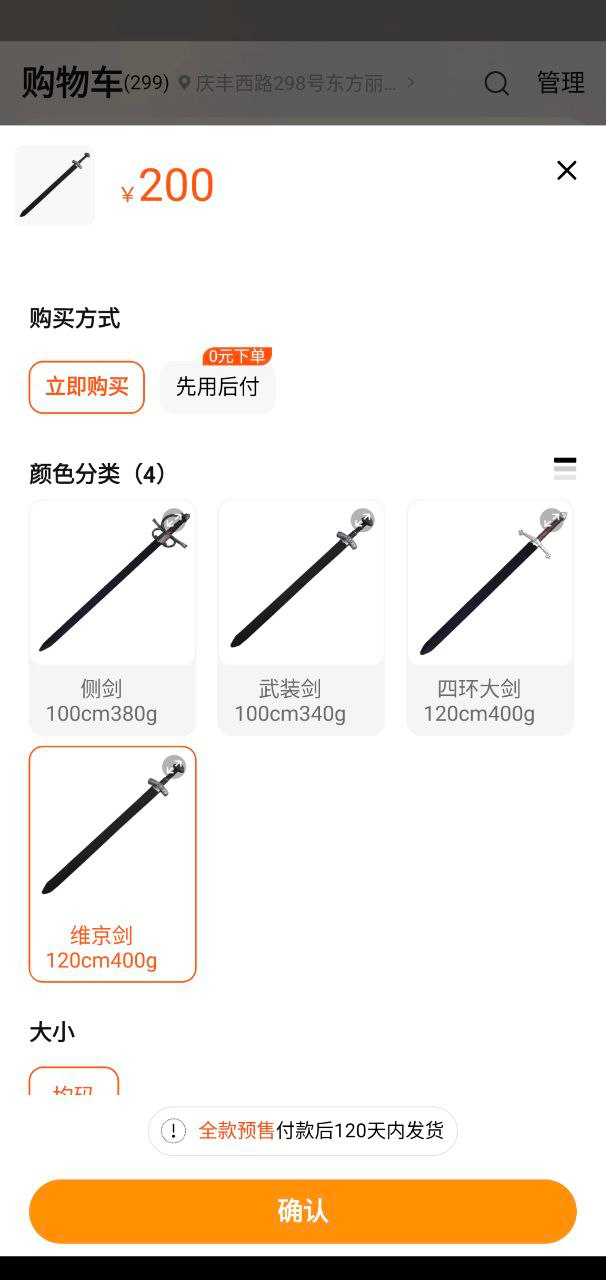 购物车(299) 庆丰西路298号东方丽... 管理
¥200
购买方式
0元下单
立即购买 先用后付
颜色分类（4）
侧剑 武装剑 四环大剑
100cm380g 100cm340g 120cm400g
维京剑
120cm400g
大小
均码
全款预售付款后120天内发货
确认